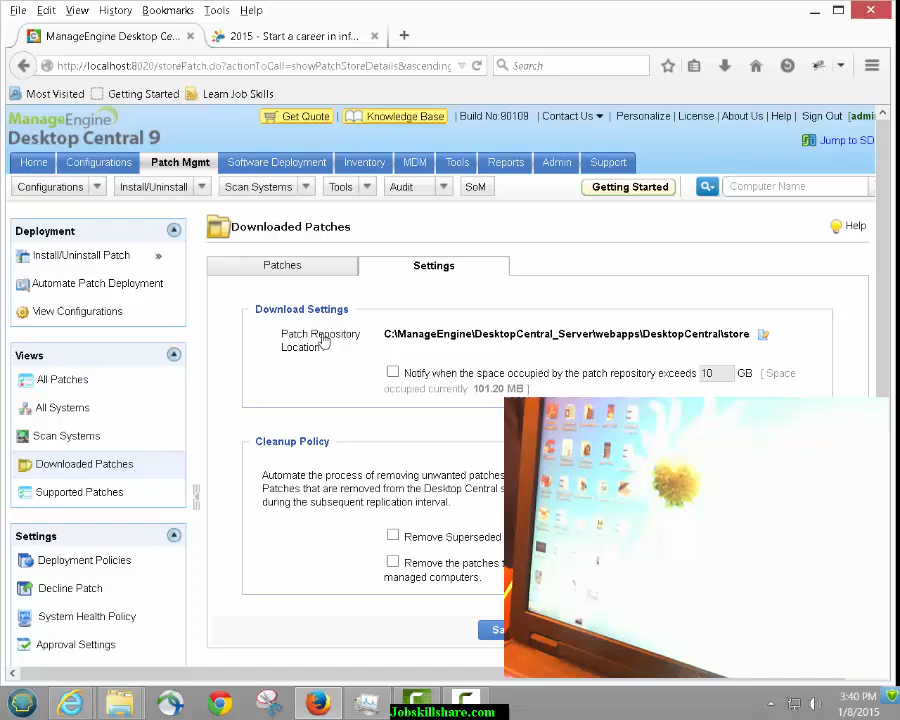 File Edit View History Bookmarks Tools Help
ManageEngine Desktop Ce... × 2015 - Start a career in inf... × +
http://localhost:8020/storePatch.do?actionToCall=showPatchStoreDetails&ascending Search
Most Visited Getting Started Learn Job Skills
ManageEngine
Desktop Central 9
Get Quote Knowledge Base Build No:90109 Contact Us Personalize License About Us Help Sign Out [admi
Jump to SD
Home Configurations Patch Mgmt Software Deployment Inventory MDM Tools Reports Admin Support
Configurations Install/Uninstall Scan Systems Tools Audit SoM Getting Started Computer Name
Deployment
Install/Uninstall Patch »
Automate Patch Deployment
View Configurations
Views
All Patches
All Systems
Scan Systems
Downloaded Patches
Supported Patches
Settings
Deployment Policies
Decline Patch
System Health Policy
Approval Settings
Downloaded Patches
Help
Patches Settings
Download Settings
Patch Repository Location C:\ManageEngine\DesktopCentral_Server\webapps\DesktopCentral\store
Notify when the space occupied by the patch repository exceeds 10 GB [ Space
occupied currently 101.20 MB ]
Cleanup Policy
Automate the process of removing unwanted patches
Patches that are removed from the Desktop Central s
during the subsequent replication interval.
Remove Superseded
Remove the patches t
managed computers.
Sa
Jobskillshare.com
3:40 PM
1/8/2015